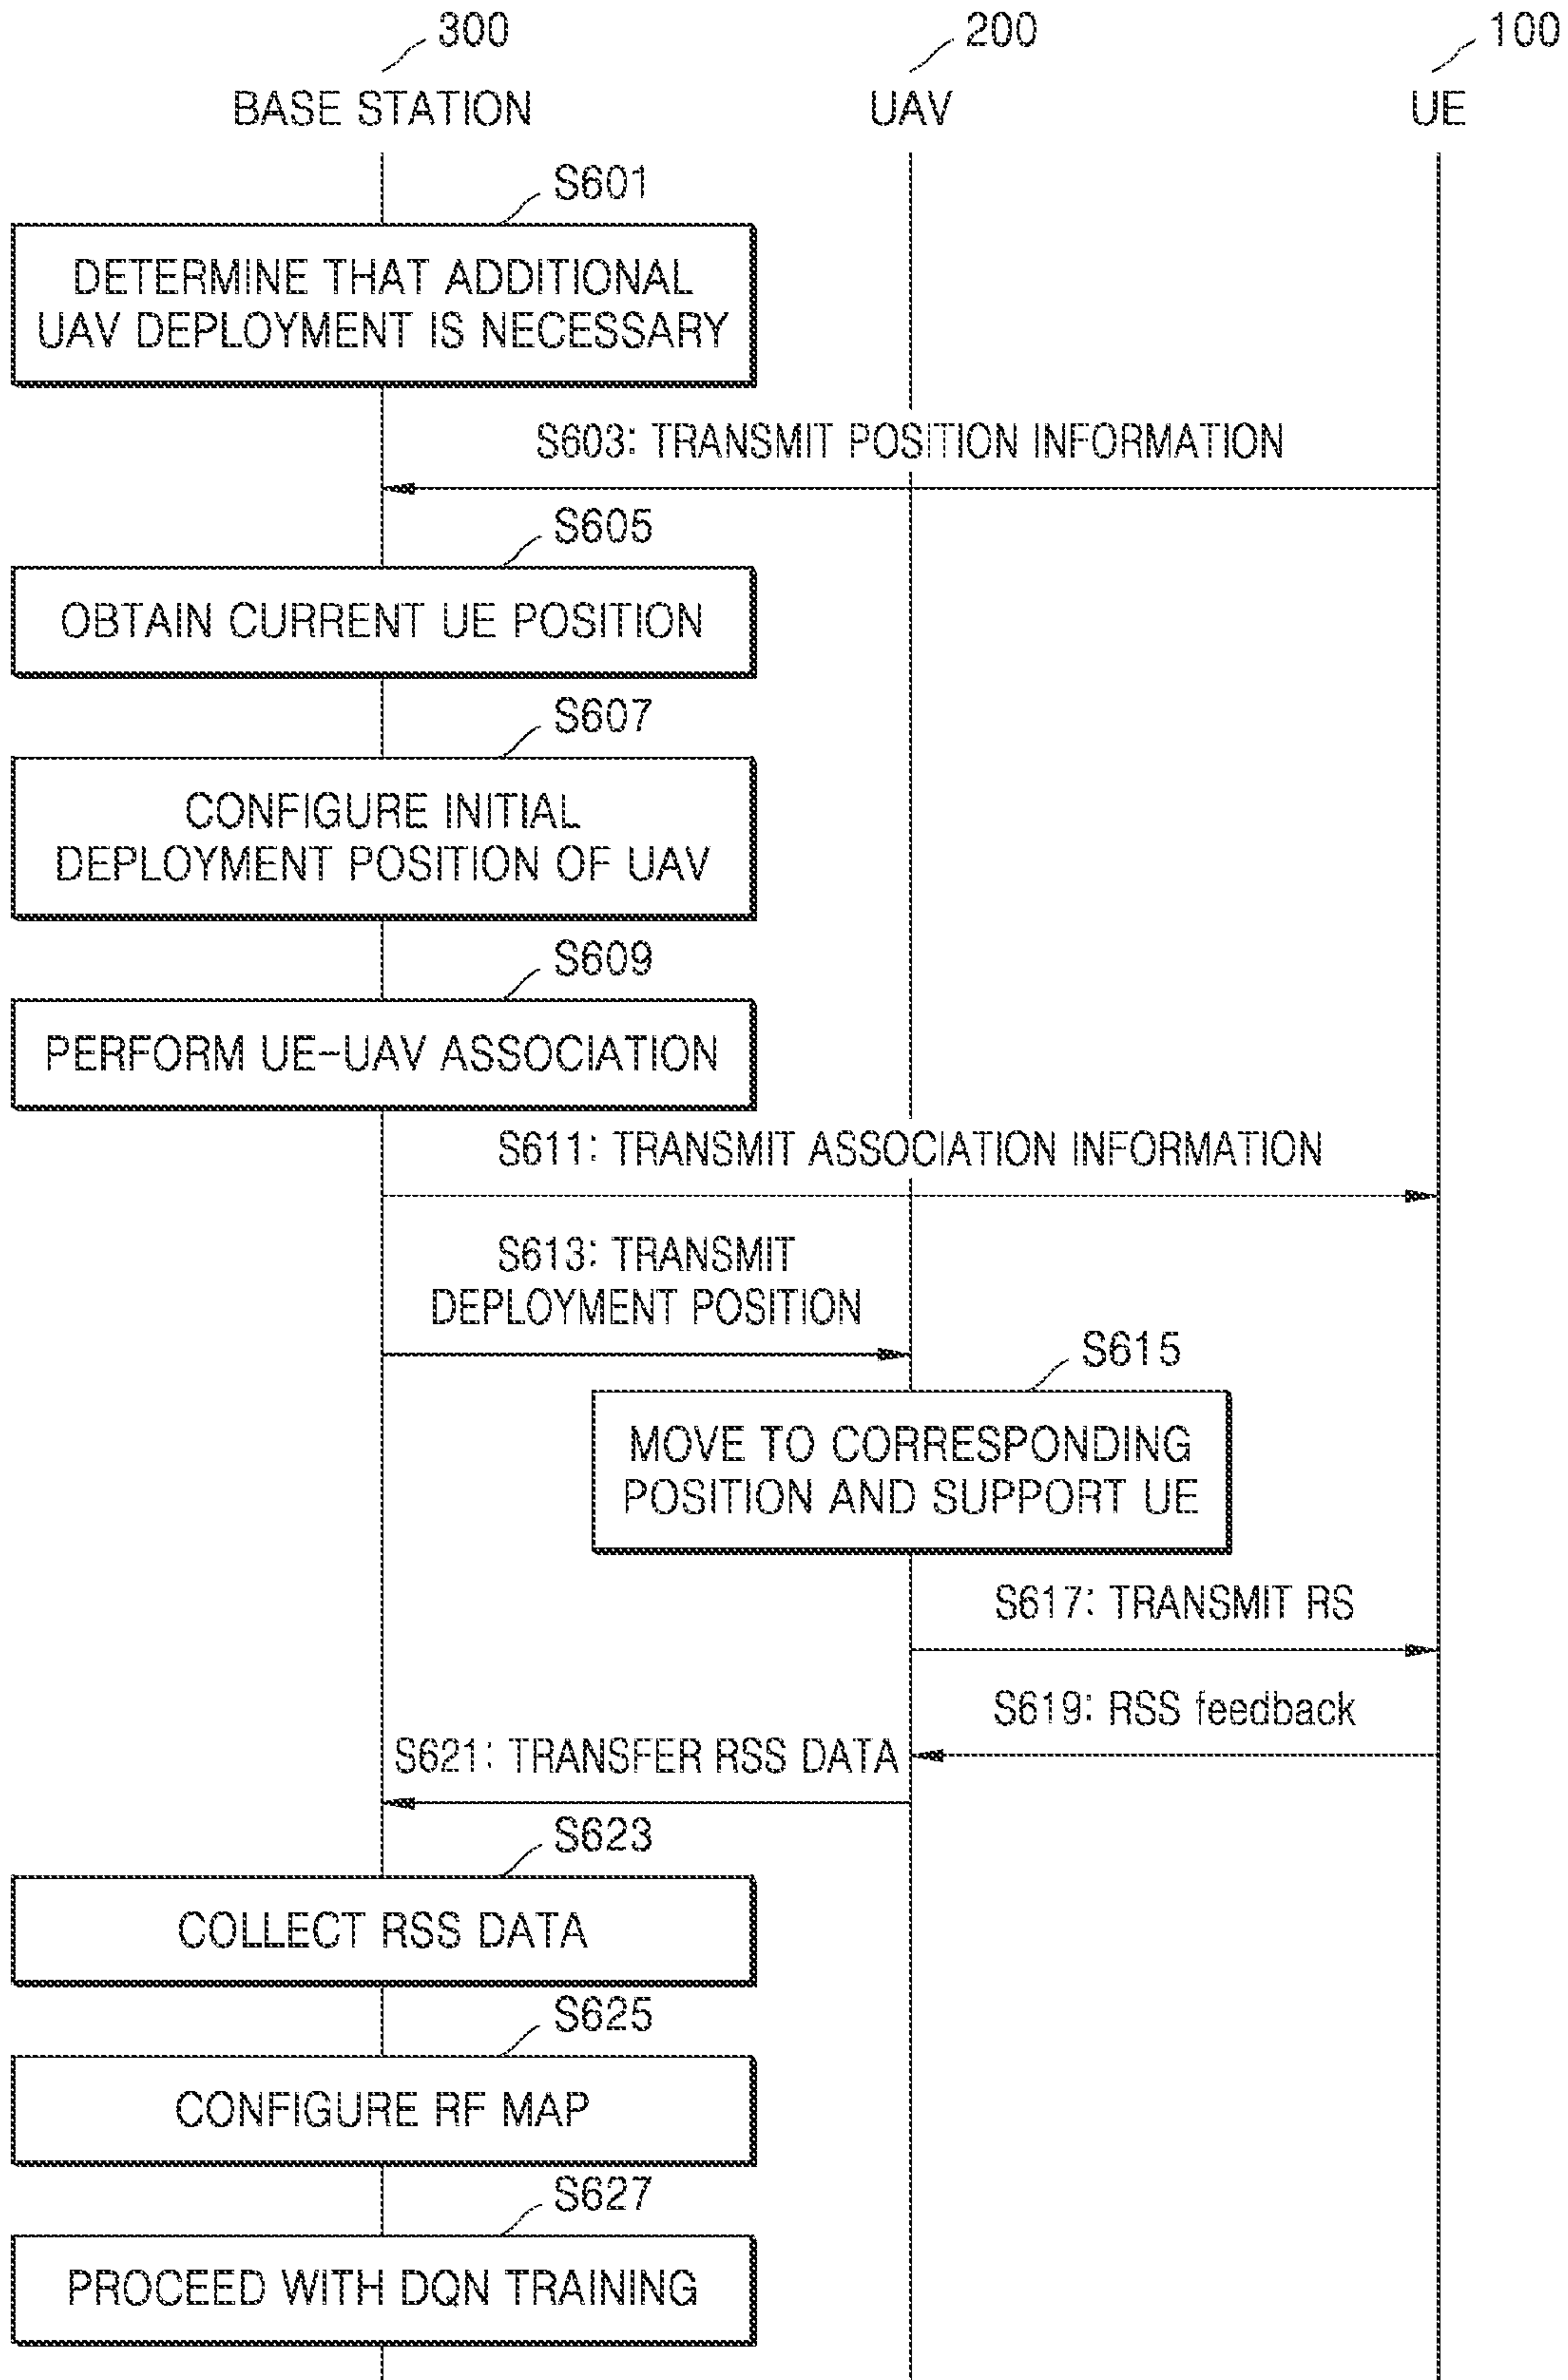 300
200
100
BASE STATION
UAV
UE
S601
DETERMINE THAT ADDITIONAL
UAV DEPLOYMENT IS NECESSARY
S603: TRANSMIT POSITION INFORMATION
S605
OBTAIN CURRENT UE POSITION
S607
CONFIGURE INITIAL
DEPLOYMENT POSITION OF UAV
S609
PERFORM UE-UAV ASSOCIATION
S611: TRANSMIT ASSOCIATION INFORMATION
S613: TRANSMIT
DEPLOYMENT POSITION
S615
MOVE TO CORRESPONDING
POSITION AND SUPPORT UE
S617: TRANSMIT RS
S619: RSS feedback
S621: TRANSFER RSS DATA
S623
COLLECT RSS DATA
S625
CONFIGURE RF MAP
S627
PROCEED WITH DQN TRAINING